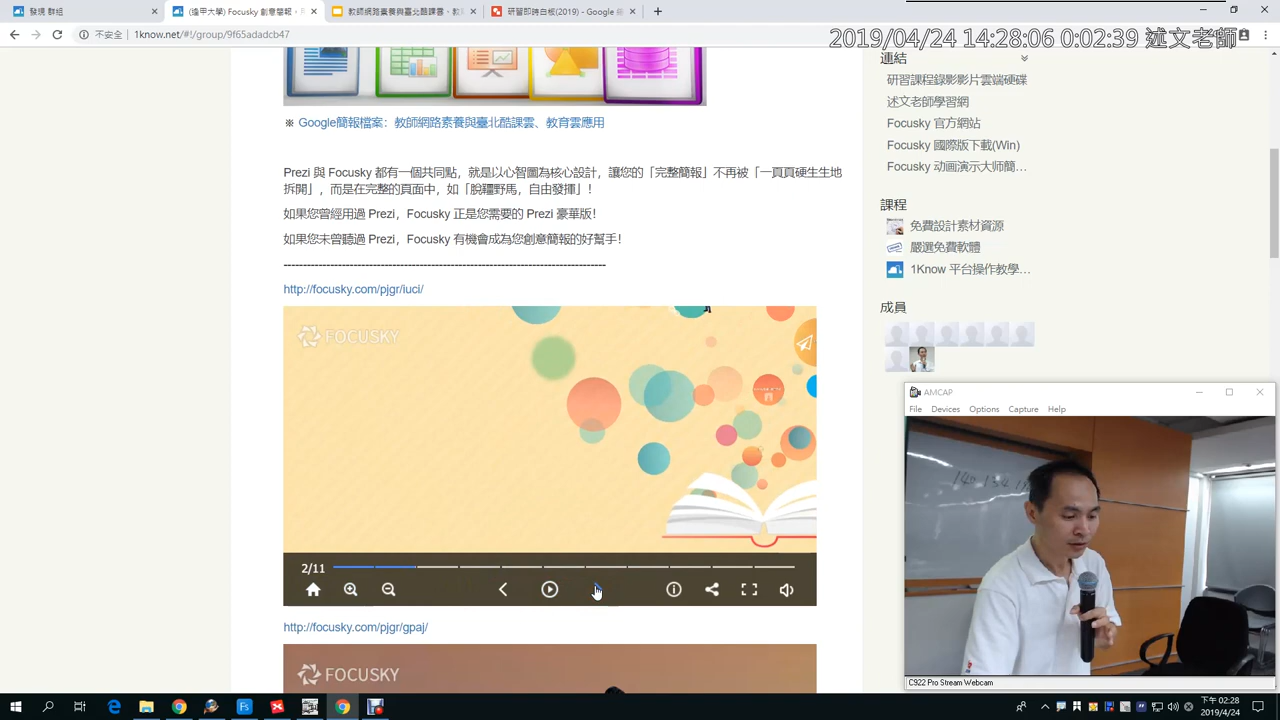 發現 群組
(逢甲大學) Focusky 創意簡報 ·
教師網路素養與臺北酷課雲、教
研習即時白板(2019) - Google
不安全 | 1know.net/#!/group/9f65adadcb47
2019/04/24 14:28:06 0:02:39 述文老師
※ Google簡報檔案：教師網路素養與臺北酷課雲、教育雲應用
Prezi 與 Focusky 都有一個共同點，就是以心智圖為核心設計，讓您的「完整簡報」不再被「一頁頁硬生生地
拆開」，而是在完整的頁面中，如「脫韁野馬，自由發揮」！
如果您曾經用過 Prezi，Focusky 正是您需要的 Prezi 豪華版！
如果您未曾聽過 Prezi，Focusky 有機會成為您創意簡報的好幫手！
--------------------------------------------------------------------------------
http://focusky.com/pjgr/iuci/
FOCUSKY
2/11
http://focusky.com/pjgr/gpaj/
FOCUSKY
連結
研習課程錄影影片雲端硬碟
述文老師學習網
Focusky 官方網站
Focusky 國際版下載(Win)
Focusky 动画演示大师簡…
課程
免費設計素材資源
嚴選免費軟體
1Know 平台操作教學…
成員
AMCAP
File Devices Options Capture Help
C922 Pro Stream Webcam
下午 02:28
2019/4/24